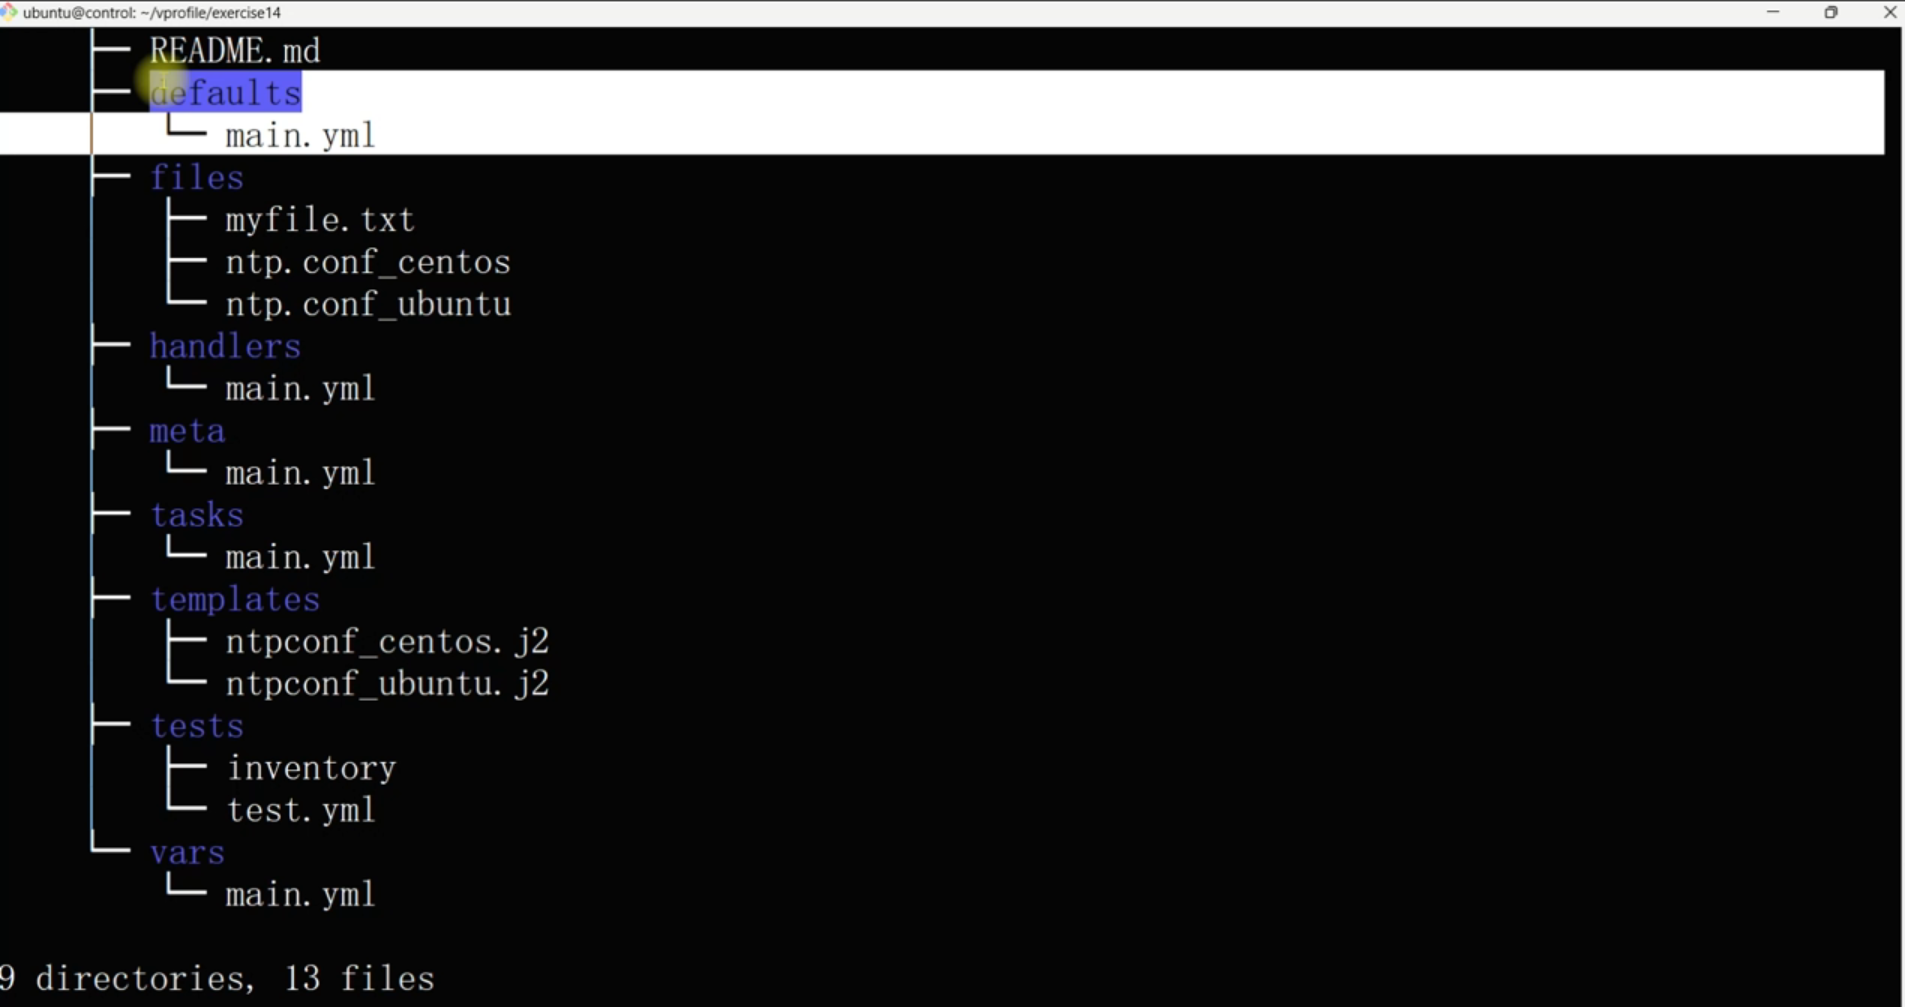 ubuntu@control: ~/vprofile/exercise14
├── README.md
├── defaults
│   └── main.yml
├── files
│   ├── myfile.txt
│   ├── ntp.conf_centos
│   └── ntp.conf_ubuntu
├── handlers
│   └── main.yml
├── meta
│   └── main.yml
├── tasks
│   └── main.yml
├── templates
│   ├── ntpconf_centos.j2
│   └── ntpconf_ubuntu.j2
├── tests
│   ├── inventory
│   └── test.yml
└── vars
    └── main.yml
9 directories, 13 files